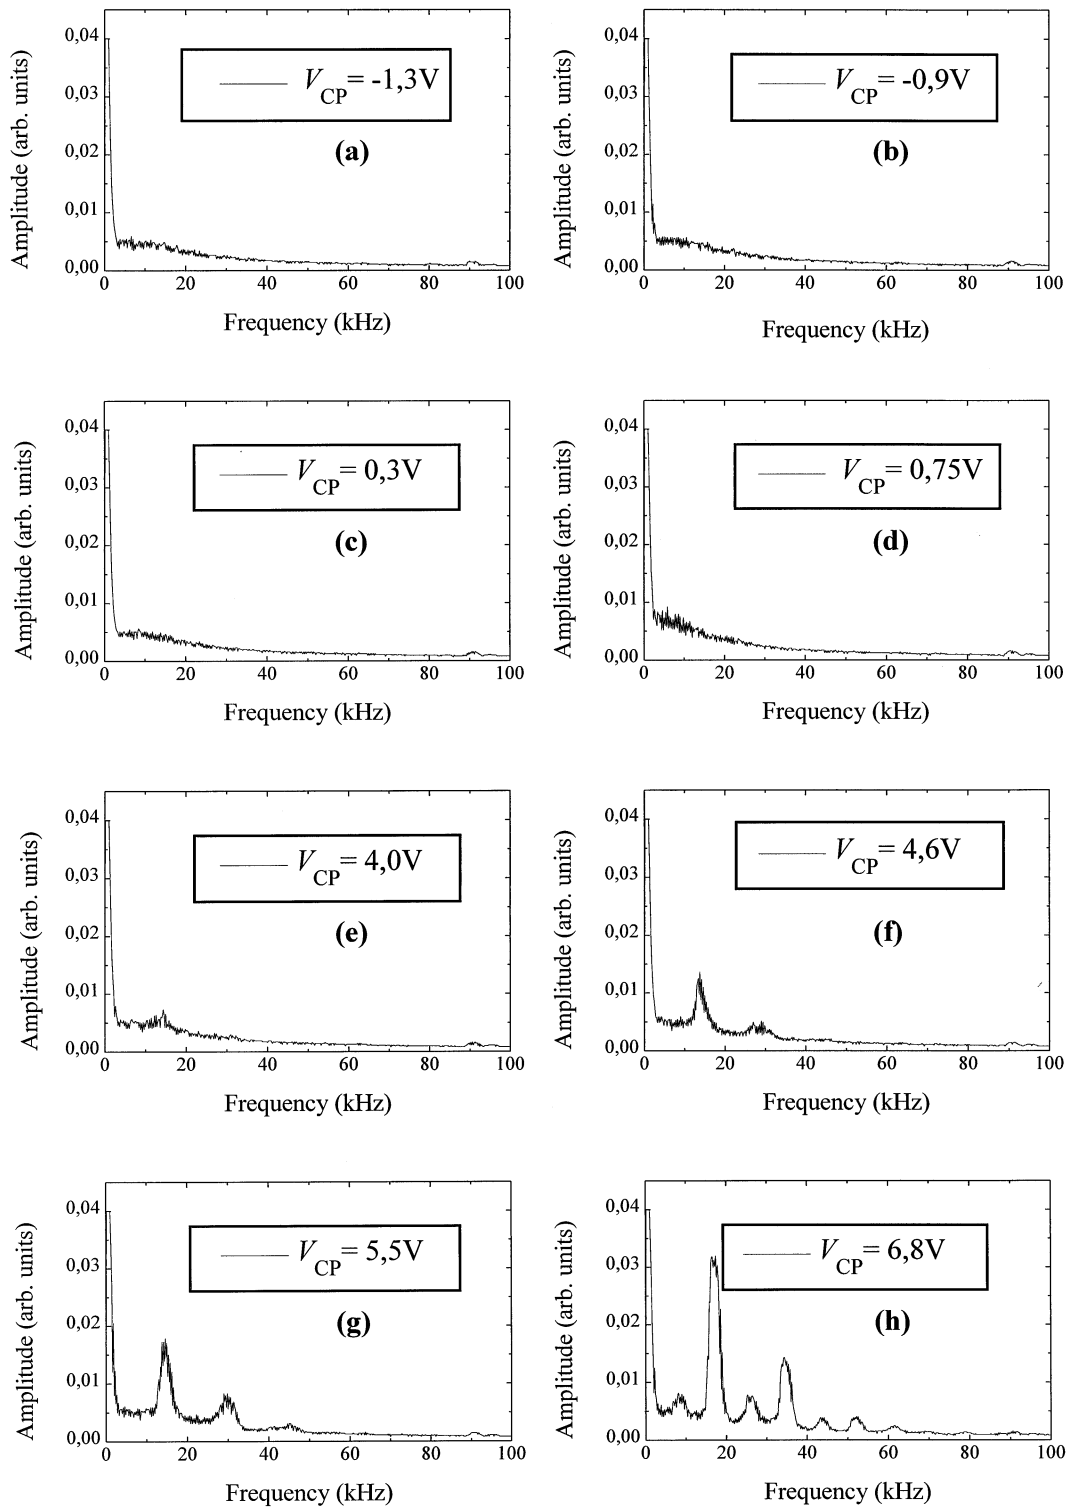 Amplitude (arb. units)
0,04
0,03
0,02
0,01
0,00
V_CP = -1,3V
(a)
0 20 40 60 80 100
Frequency (kHz)
Amplitude (arb. units)
0,04
0,03
0,02
0,01
0,00
V_CP = -0,9V
(b)
0 20 40 60 80 100
Frequency (kHz)
Amplitude (arb. units)
0,04
0,03
0,02
0,01
0,00
V_CP = 0,3V
(c)
0 20 40 60 80 100
Frequency (kHz)
Amplitude (arb. units)
0,04
0,03
0,02
0,01
0,00
V_CP = 0,75V
(d)
0 20 40 60 80 100
Frequency (kHz)
Amplitude (arb. units)
0,04
0,03
0,02
0,01
0,00
V_CP = 4,0V
(e)
0 20 40 60 80 100
Frequency (kHz)
Amplitude (arb. units)
0,04
0,03
0,02
0,01
0,00
V_CP = 4,6V
(f)
0 20 40 60 80 100
Frequency (kHz)
Amplitude (arb. units)
0,04
0,03
0,02
0,01
0,00
V_CP = 5,5V
(g)
0 20 40 60 80 100
Frequency (kHz)
Amplitude (arb. units)
0,04
0,03
0,02
0,01
0,00
V_CP = 6,8V
(h)
0 20 40 60 80 100
Frequency (kHz)